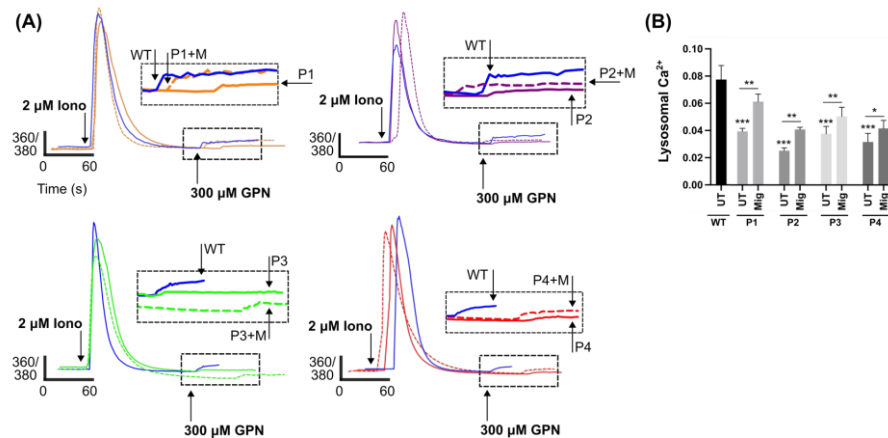 (A)
WT
P1+M
P1
2 µM Iono
360/
380
60
Time (s)
300 µM GPN
WT
P2+M
P2
2 µM Iono
360/
380
60
300 µM GPN
WT
P3
P3+M
2 µM Iono
360/
380
60
300 µM GPN
WT
P4+M
P4
2 µM Iono
360/
380
60
300 µM GPN
(B)
Lysosomal Ca²⁺
0.10
0.08
0.06
0.04
0.02
0.00
** ** ** *
*** *** *** ***
UT UT Mig UT Mig UT Mig UT Mig
WT P1 P2 P3 P4